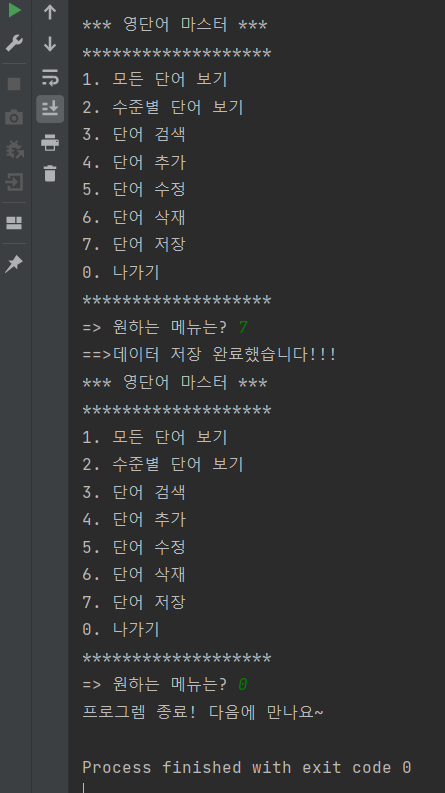 *** 영단어 마스터 ***
*******************
1. 모든 단어 보기
2. 수준별 단어 보기
3. 단어 검색
4. 단어 추가
5. 단어 수정
6. 단어 삭재
7. 단어 저장
0. 나가기
*******************
=> 원하는 메뉴는? 7
==>데이터 저장 완료했습니다!!!
*** 영단어 마스터 ***
*******************
1. 모든 단어 보기
2. 수준별 단어 보기
3. 단어 검색
4. 단어 추가
5. 단어 수정
6. 단어 삭재
7. 단어 저장
0. 나가기
*******************
=> 원하는 메뉴는? 0
프로그렘 종료! 다음에 만나요~
Process finished with exit code 0